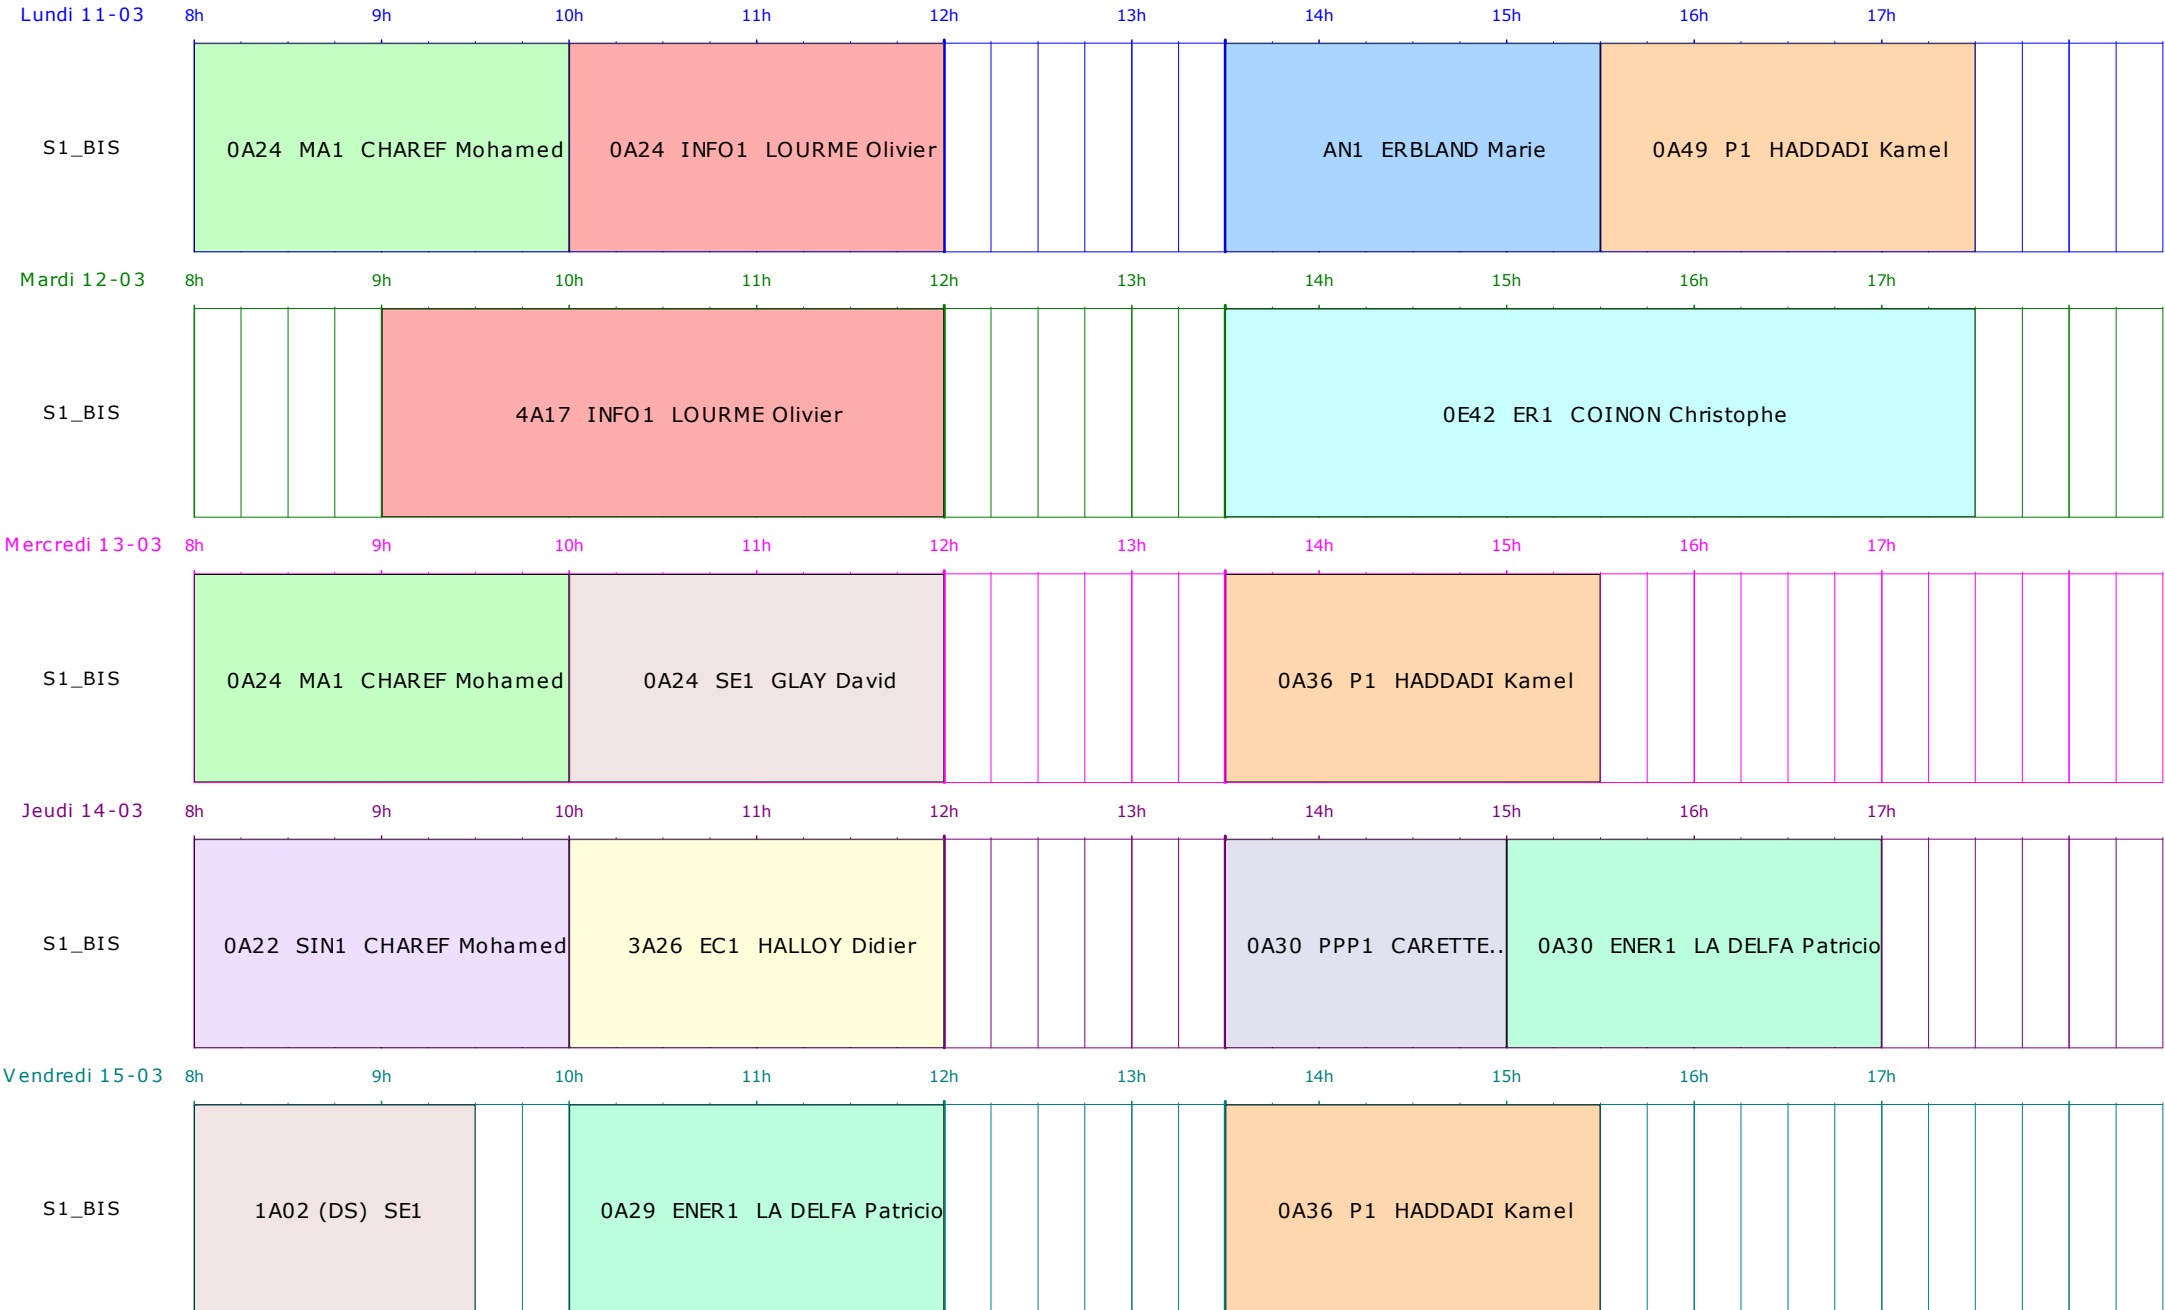 Lundi 11-03 8h 9h 10h 11h 12h 13h 14h 15h 16h 17h
S1_BIS 0A24 MA1 CHAREF Mohamed 0A24 INFO1 LOURME Olivier AN1 ERBLAND Marie 0A49 P1 HADDADI Kamel
Mardi 12-03 8h 9h 10h 11h 12h 13h 14h 15h 16h 17h
S1_BIS 4A17 INFO1 LOURME Olivier 0E42 ER1 COINON Christophe
Mercredi 13-03 8h 9h 10h 11h 12h 13h 14h 15h 16h 17h
S1_BIS 0A24 MA1 CHAREF Mohamed 0A24 SE1 GLAY David 0A36 P1 HADDADI Kamel
Jeudi 14-03 8h 9h 10h 11h 12h 13h 14h 15h 16h 17h
S1_BIS 0A22 SIN1 CHAREF Mohamed 3A26 EC1 HALLOY Didier 0A30 PPP1 CARETTE.. 0A30 ENER1 LA DELFA Patricio
Vendredi 15-03 8h 9h 10h 11h 12h 13h 14h 15h 16h 17h
S1_BIS 1A02 (DS) SE1 0A29 ENER1 LA DELFA Patricio 0A36 P1 HADDADI Kamel